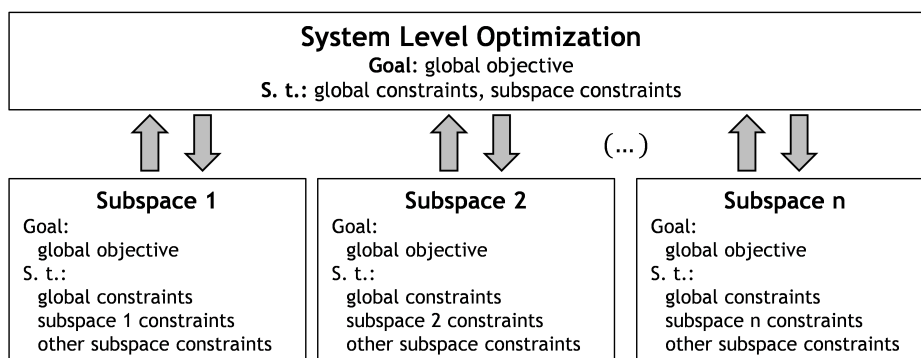 System Level Optimization
Goal: global objective
S. t.: global constraints, subspace constraints
(...)
Subspace 1
Goal:
global objective
S. t.:
global constraints
subspace 1 constraints
other subspace constraints
Subspace 2
Goal:
global objective
S. t.:
global constraints
subspace 2 constraints
other subspace constraints
Subspace n
Goal:
global objective
S. t.:
global constraints
subspace n constraints
other subspace constraints